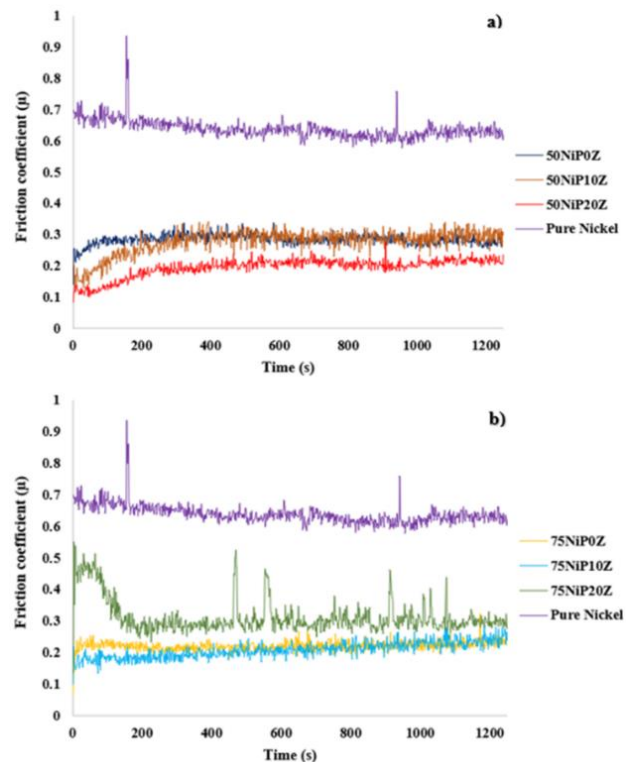 a)
1
0.9
0.8
0.7
0.6
0.5
0.4
0.3
0.2
0.1
0
Friction coefficient (μ)
0 200 400 600 800 1000 1200
Time (s)
50NiP0Z
50NiP10Z
50NiP20Z
Pure Nickel
b)
1
0.9
0.8
0.7
0.6
0.5
0.4
0.3
0.2
0.1
0
Friction coefficient (μ)
0 200 400 600 800 1000 1200
Time (s)
75NiP0Z
75NiP10Z
75NiP20Z
Pure Nickel